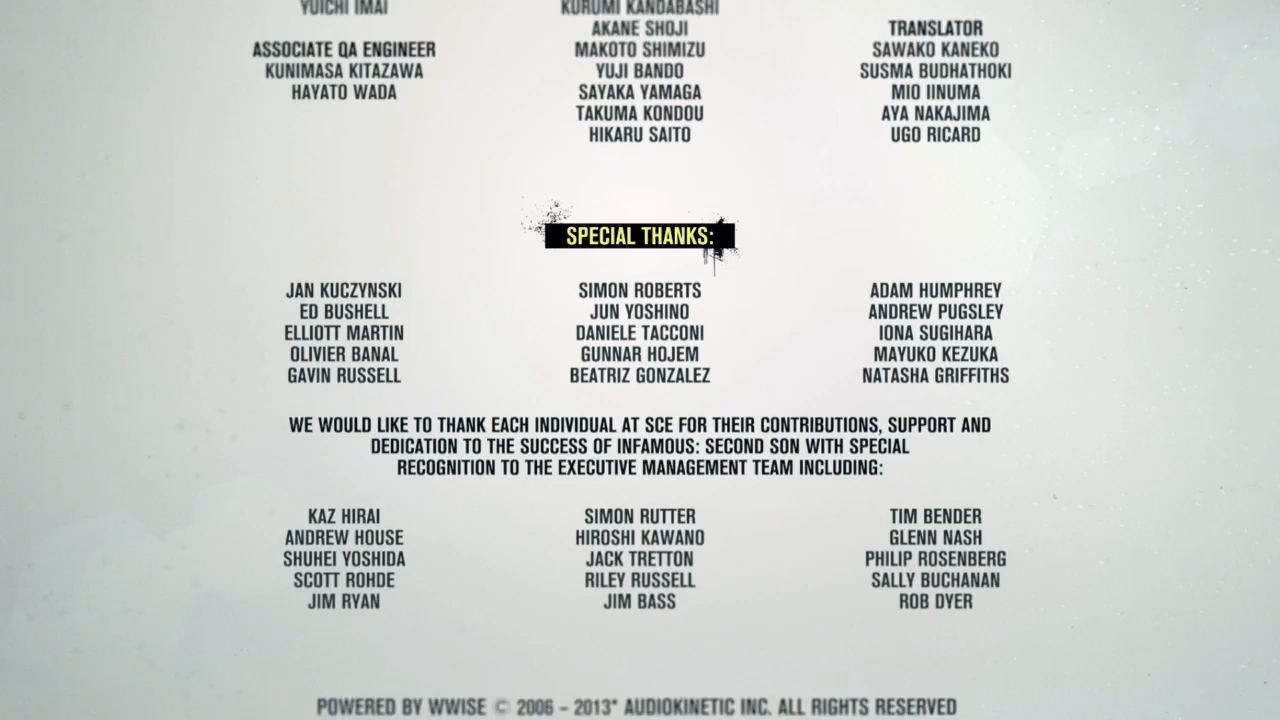 YUICHI IMAI
ASSOCIATE QA ENGINEER
KUNIMASA KITAZAWA
HAYATO WADA
KURUMI KANDABASHI
AKANE SHOJI
MAKOTO SHIMIZU
YUJI BANDO
SAYAKA YAMAGA
TAKUMA KONDOU
HIKARU SAITO
TRANSLATOR
SAWAKO KANEKO
SUSMA BUDHATHOKI
MIO IINUMA
AYA NAKAJIMA
UGO RICARD
SPECIAL THANKS:
JAN KUCZYNSKI
ED BUSHELL
ELLIOTT MARTIN
OLIVIER BANAL
GAVIN RUSSELL
SIMON ROBERTS
JUN YOSHINO
DANIELE TACCONI
GUNNAR HOJEM
BEATRIZ GONZALEZ
ADAM HUMPHREY
ANDREW PUGSLEY
IONA SUGIHARA
MAYUKO KEZUKA
NATASHA GRIFFITHS
WE WOULD LIKE TO THANK EACH INDIVIDUAL AT SCE FOR THEIR CONTRIBUTIONS, SUPPORT AND
DEDICATION TO THE SUCCESS OF INFAMOUS: SECOND SON WITH SPECIAL
RECOGNITION TO THE EXECUTIVE MANAGEMENT TEAM INCLUDING:
KAZ HIRAI
ANDREW HOUSE
SHUHEI YOSHIDA
SCOTT ROHDE
JIM RYAN
SIMON RUTTER
HIROSHI KAWANO
JACK TRETTON
RILEY RUSSELL
JIM BASS
TIM BENDER
GLENN NASH
PHILIP ROSENBERG
SALLY BUCHANAN
ROB DYER
POWERED BY WWISE © 2006 – 2013* AUDIOKINETIC INC. ALL RIGHTS RESERVED